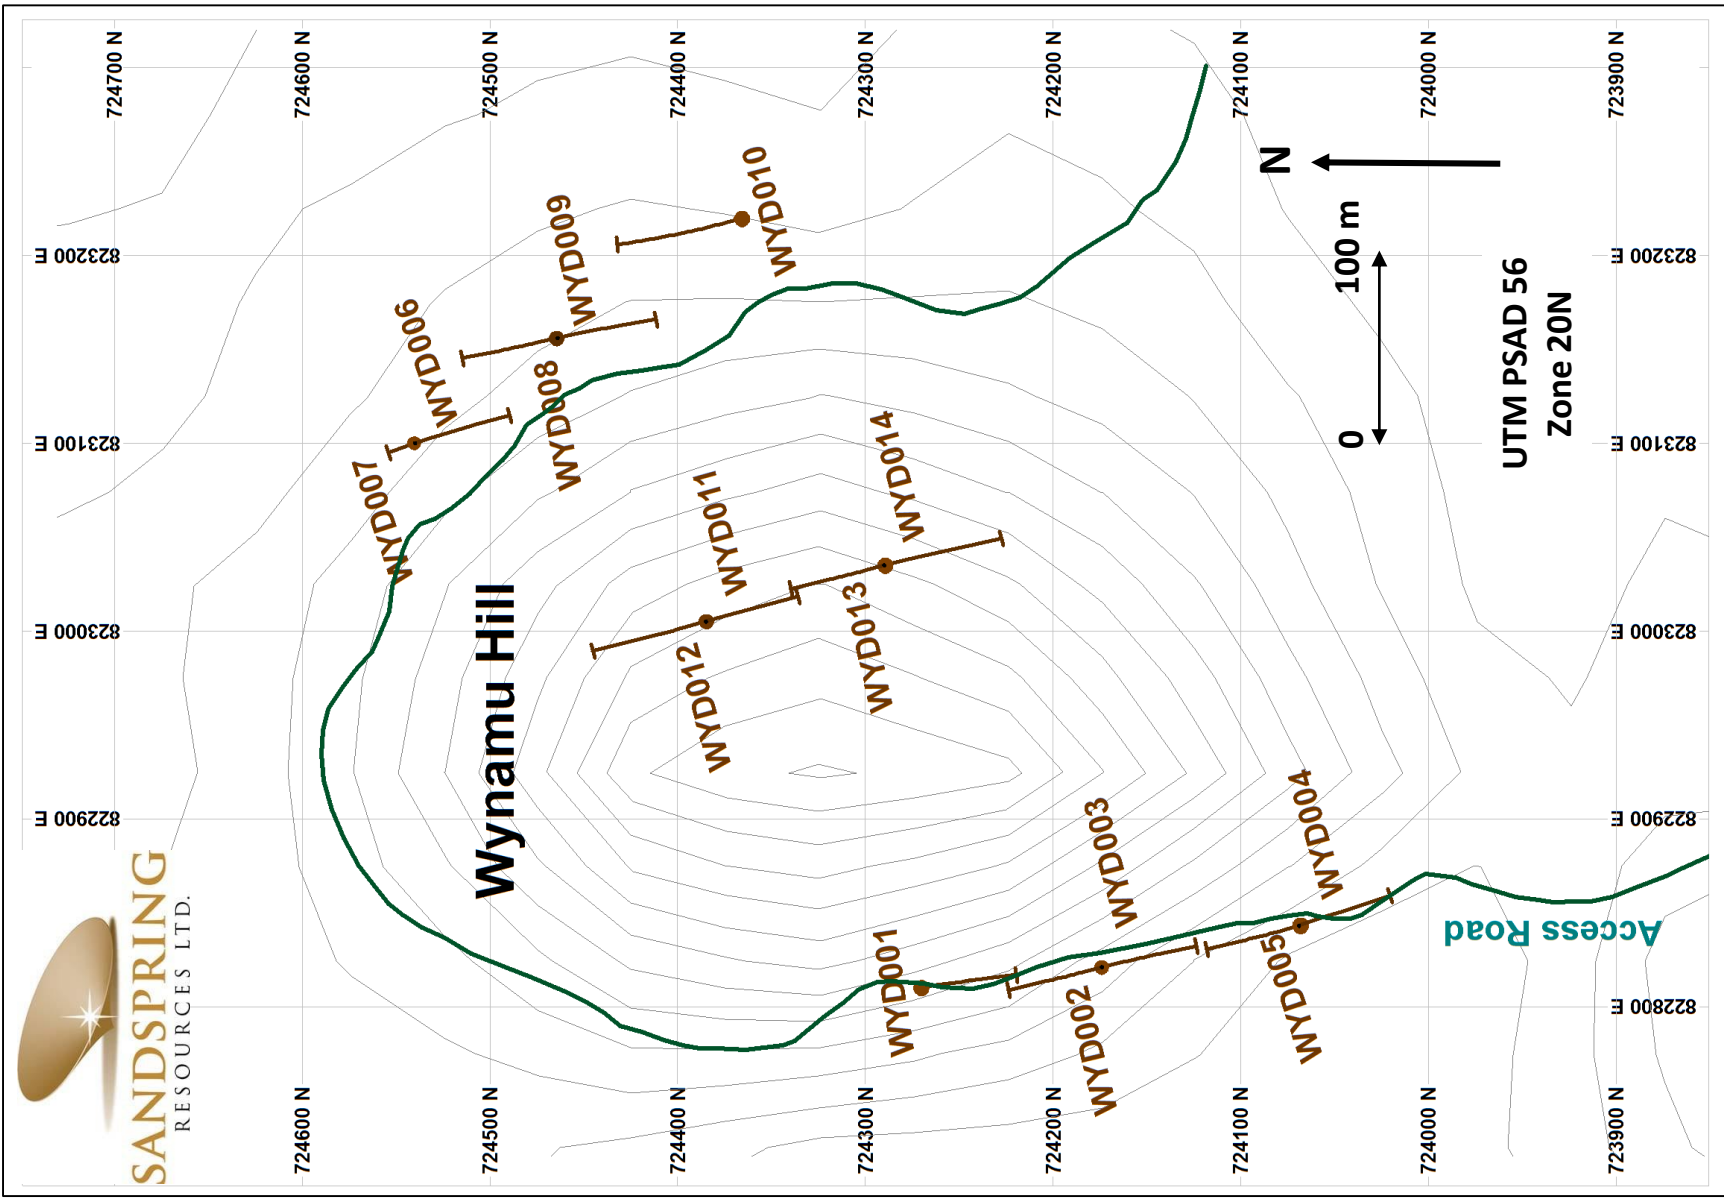 SANDSPRING
RESOURCES LTD.
724700 N
724600 N
724500 N
724400 N
724300 N
724200 N
724100 N
724000 N
723900 N
823200 E
823100 E
823000 E
822900 E
823200 E
823100 E
823000 E
822900 E
822800 E
724600 N
724500 N
724400 N
724300 N
724200 N
724100 N
724000 N
723900 N
Wynamu Hill
WYD007
WYD006
WYD008
WYD009
WYD010
WYD012
WYD011
WYD013
WYD014
WYD001
WYD002
WYD003
WYD005
WYD004
Access Road
N
0
100 m
UTM PSAD 56
Zone 20N